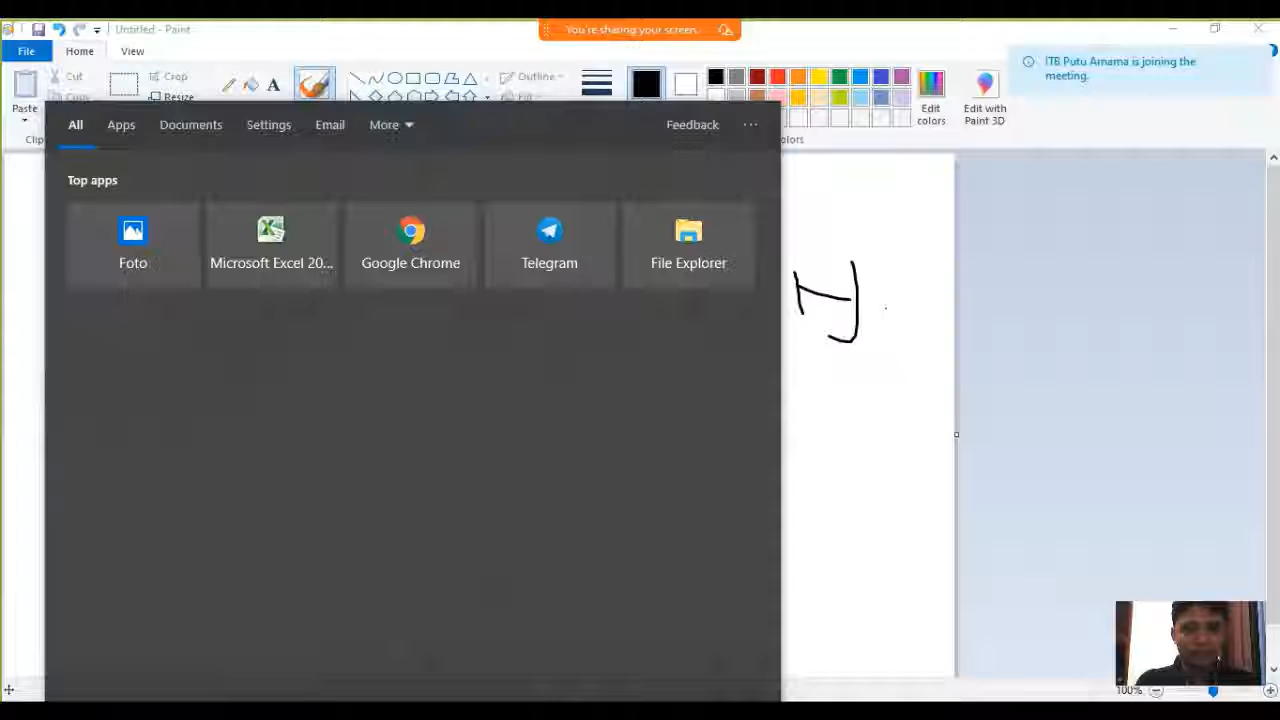 Untitled - Paint
You're sharing your screen.
File Home View
ITB Putu Arnama is joining the
meeting.
Cut
Crop
Outline
Paste
Resize
Edit
colors
Edit with
Paint 3D
All Apps Documents Settings Email More Feedback ...
Top apps
Foto
Microsoft Excel 20...
Google Chrome
Telegram
File Explorer
100%